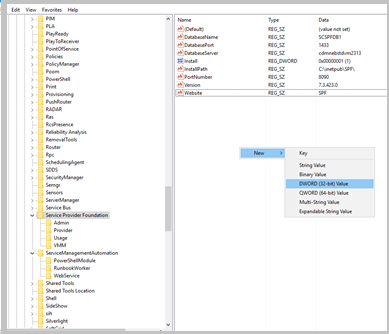 Edit View Favorites Help
PIM
PLA
PlayReady
PlayToReceiver
PointOfService
Policies
PolicyManager
Poom
PowerShell
Print
Provisioning
PushRouter
RADAR
Ras
RcsPresence
Reliability Analysis
RemovalTools
Router
Rpc
SchedulingAgent
SDDS
SecurityManager
Semgr
Sensors
ServerManager
Service Bus
Service Provider Foundation
Admin
Provider
Usage
VMM
ServiceManagementAutomation
PowerShellModule
RunbookWorker
WebService
Shared Tools
Shared Tools Location
Shell
SideShow
sih
Silverlight
Name Type Data
(Default) REG_SZ (value not set)
DatabaseName REG_SZ SCSPFDB1
DatabasePort REG_SZ 1433
DatabaseServer REG_SZ cdmnebstdvm2313
Install REG_DWORD 0x00000001 (1)
InstallPath REG_SZ C:\inetpub\SPF\
PortNumber REG_SZ 8090
Version REG_SZ 7.3.423.0
Website REG_SZ SPF
New >
Key
String Value
Binary Value
DWORD (32-bit) Value
QWORD (64-bit) Value
Multi-String Value
Expandable String Value